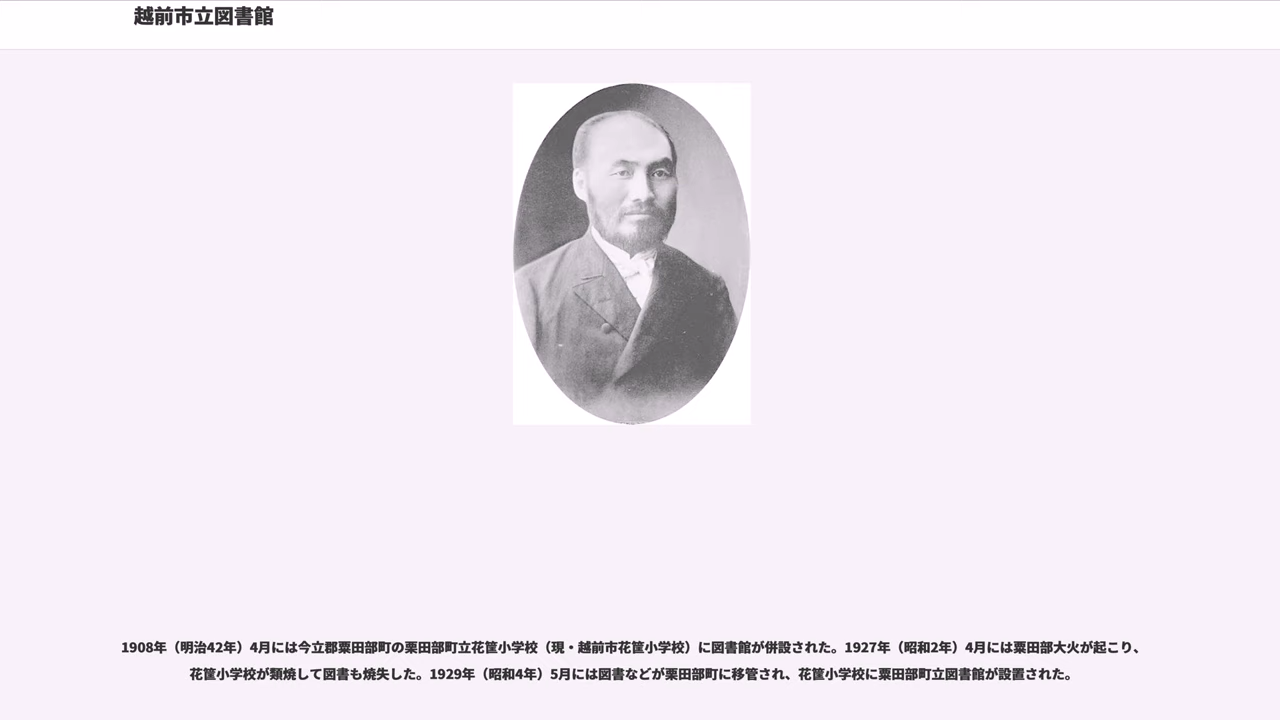 越前市立図書館
1908年（明治42年）4月には今立郡粟田部町の粟田部町立花筐小学校（現・越前市花筐小学校）に図書館が併設された。1927年（昭和2年）4月には粟田部大火が起こり、
花筐小学校が類焼して図書も焼失した。1929年（昭和4年）5月には図書などが粟田部町に移管され、花筐小学校に粟田部町立図書館が設置された。